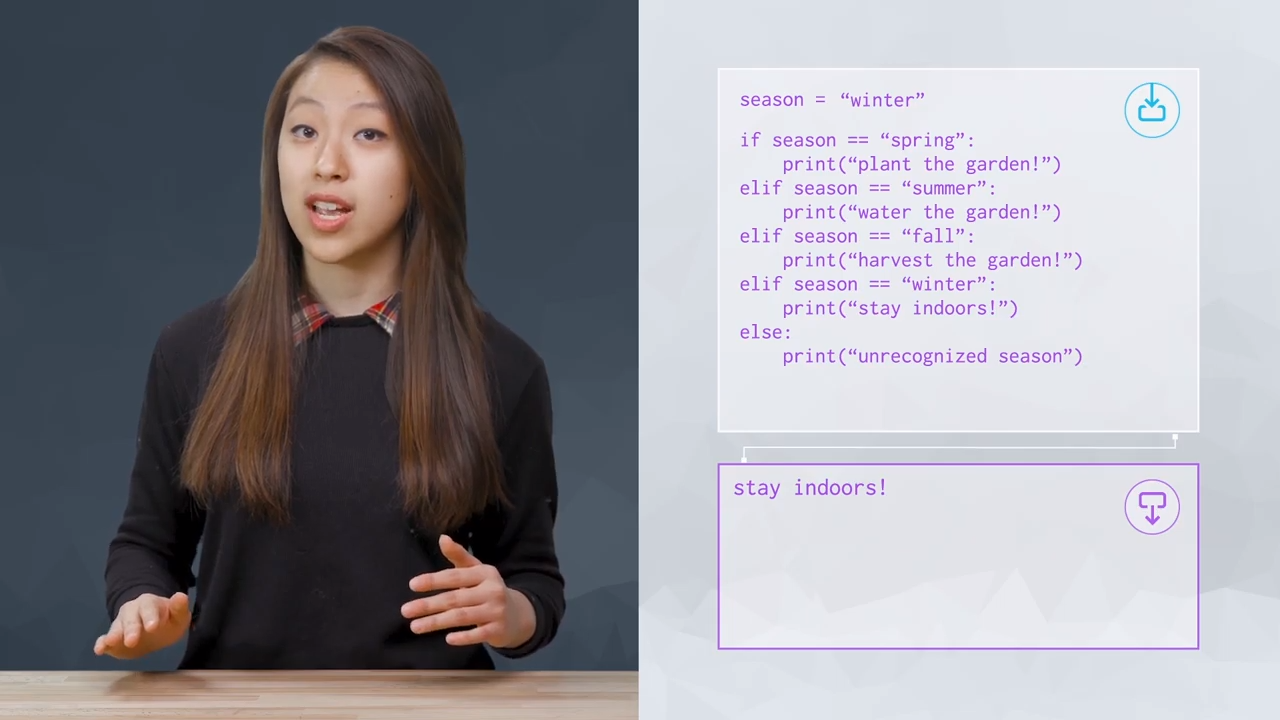 season = “winter”
if season == “spring”:
    print(“plant the garden!”)
elif season == “summer”:
    print(“water the garden!”)
elif season == “fall”:
    print(“harvest the garden!”)
elif season == “winter”:
    print(“stay indoors!”)
else:
    print(“unrecognized season”)
stay indoors!